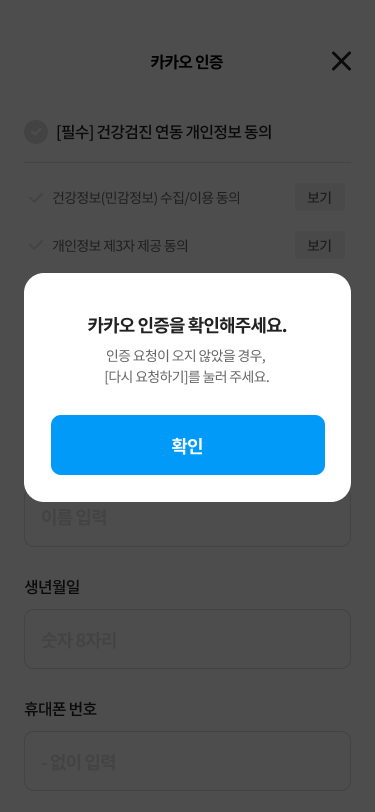 카카오 인증
[필수] 건강검진 연동 개인정보 동의
건강정보(민감정보) 수집/이용 동의
보기
개인정보 제3자 제공 동의
보기
카카오 인증을 확인해주세요.
인증 요청이 오지 않았을 경우,
[다시 요청하기]를 눌러 주세요.
확인
이름 입력
생년월일
숫자 8자리
휴대폰 번호
- 없이 입력